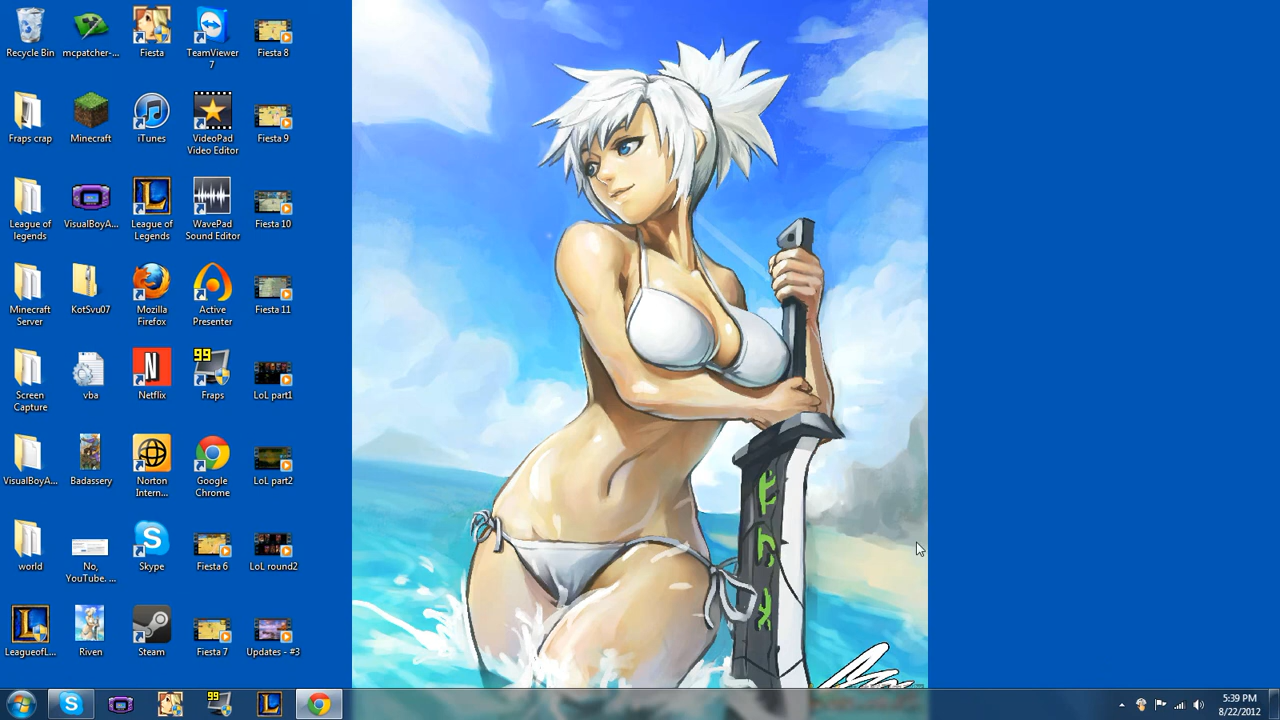 Recycle Bin
mcpatcher-...
Fiesta
TeamViewer
7
Fiesta 8
Fraps crap
Minecraft
iTunes
VideoPad
Video Editor
Fiesta 9
League of
legends
VisualBoyA...
League of
Legends
WavePad
Sound Editor
Fiesta 10
Minecraft
Server
KotSvu07
Mozilla
Firefox
Active
Presenter
Fiesta 11
Screen
Capture
vba
Netflix
99
Fraps
LoL part1
VisualBoyA...
Badassery
Norton
Intern...
Google
Chrome
LoL part2
world
No,
YouTube. ...
Skype
Fiesta 6
LoL round2
LeagueofL...
Riven
Steam
Fiesta 7
Updates - #3
99
5:39 PM
8/22/2012